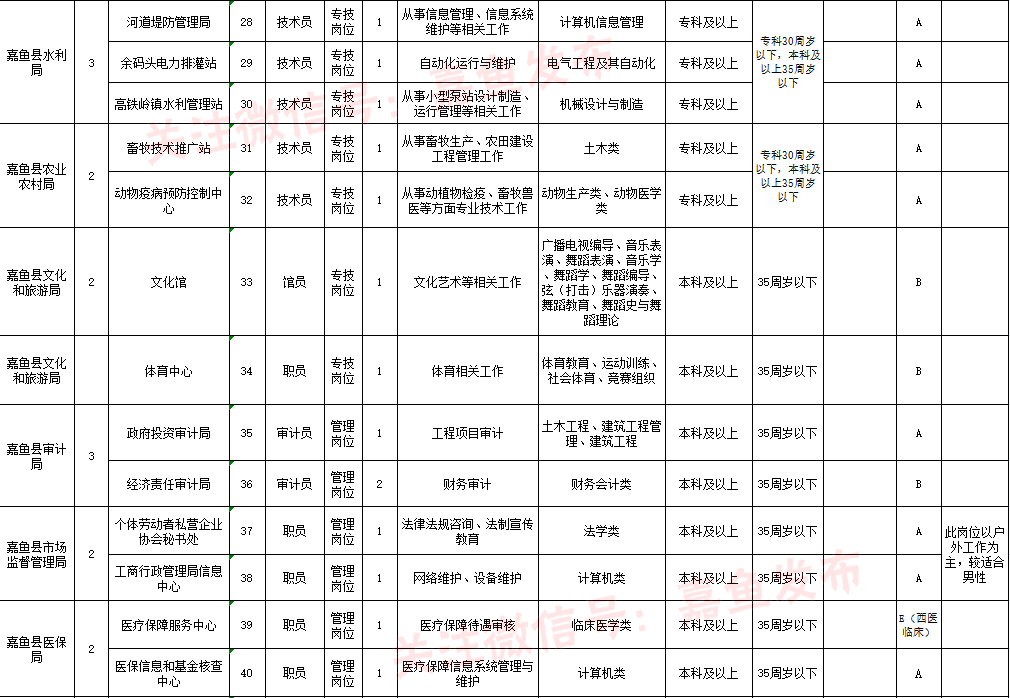 嘉鱼县水利局 3 河道堤防管理局 28 技术员 专技岗位 1 从事信息管理、信息系统维护等相关工作 计算机信息管理 专科及以上 专科30周岁以下，本科及以上35周岁以下 A
余码头电力排灌站 29 技术员 专技岗位 1 自动化运行与维护 电气工程及其自动化 专科及以上 A
高铁岭镇水利管理站 30 技术员 专技岗位 1 从事小型泵站设计制造、运行管理等相关工作 机械设计与制造 专科及以上 A
嘉鱼县农业农村局 2 畜牧技术推广站 31 技术员 专技岗位 1 从事畜牧生产、农田建设工程管理工作 土木类 专科及以上 专科30周岁以下，本科及以上35周岁以下 A
动物疫病预防控制中心 32 技术员 专技岗位 1 从事动植物检疫、畜牧兽医等方面专业技术工作 动物生产类、动物医学类 专科及以上 A
嘉鱼县文化和旅游局 2 文化馆 33 馆员 专技岗位 1 文化艺术等相关工作 广播电视编导、音乐表演、舞蹈表演、音乐学、舞蹈学、舞蹈编导、弦（打击）乐器演奏、舞蹈教育、舞蹈史与舞蹈理论 本科及以上 35周岁以下 B
嘉鱼县文化和旅游局 体育中心 34 职员 专技岗位 1 体育相关工作 体育教育、运动训练、社会体育、竞赛组织 本科及以上 35周岁以下 B
嘉鱼县审计局 3 政府投资审计局 35 审计员 管理岗位 1 工程项目审计 土木工程、建筑工程管理、建筑工程 本科及以上 35周岁以下 A
经济责任审计局 36 审计员 管理岗位 2 财务审计 财务会计类 本科及以上 35周岁以下 B
嘉鱼县市场监督管理局 2 个体劳动者私营企业协会秘书处 37 职员 管理岗位 1 法律法规咨询、法制宣传教育 法学类 本科及以上 35周岁以下 A 此岗位以户外工作为主，较适合男性
工商行政管理局信息中心 38 职员 管理岗位 1 网络维护、设备维护 计算机类 本科及以上 35周岁以下 A
嘉鱼县医保局 2 医疗保障服务中心 39 职员 管理岗位 1 医疗保障待遇审核 临床医学类 本科及以上 35周岁以下 E（西医临床）
医保信息和基金核查中心 40 职员 管理岗位 1 医疗保障信息系统管理与维护 计算机类 本科及以上 35周岁以下 A
关注微信号：嘉鱼发布
关注微信号：嘉鱼发布